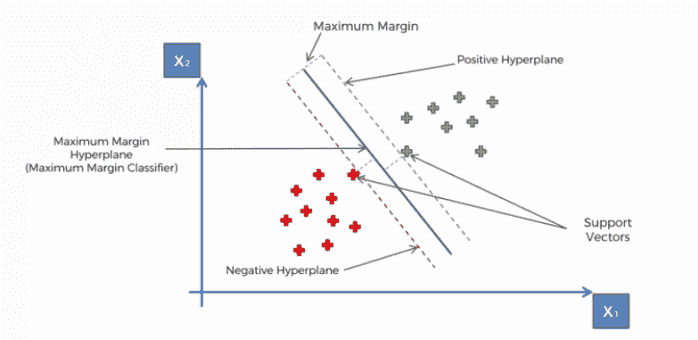 Maximum Margin
X₂
Positive Hyperplane
Maximum Margin
Hyperplane
(Maximum Margin Classifier)
Support
Vectors
Negative Hyperplane
X₁